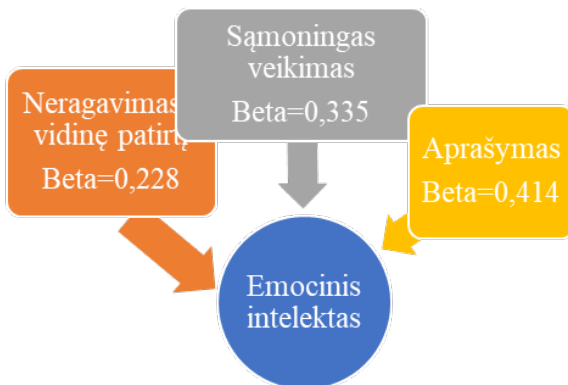 Neragavimas
vidinę patirtį
Beta=0,228
Sąmoningas
veikimas
Beta=0,335
Aprašymas
Beta=0,414
Emocinis
intelektas